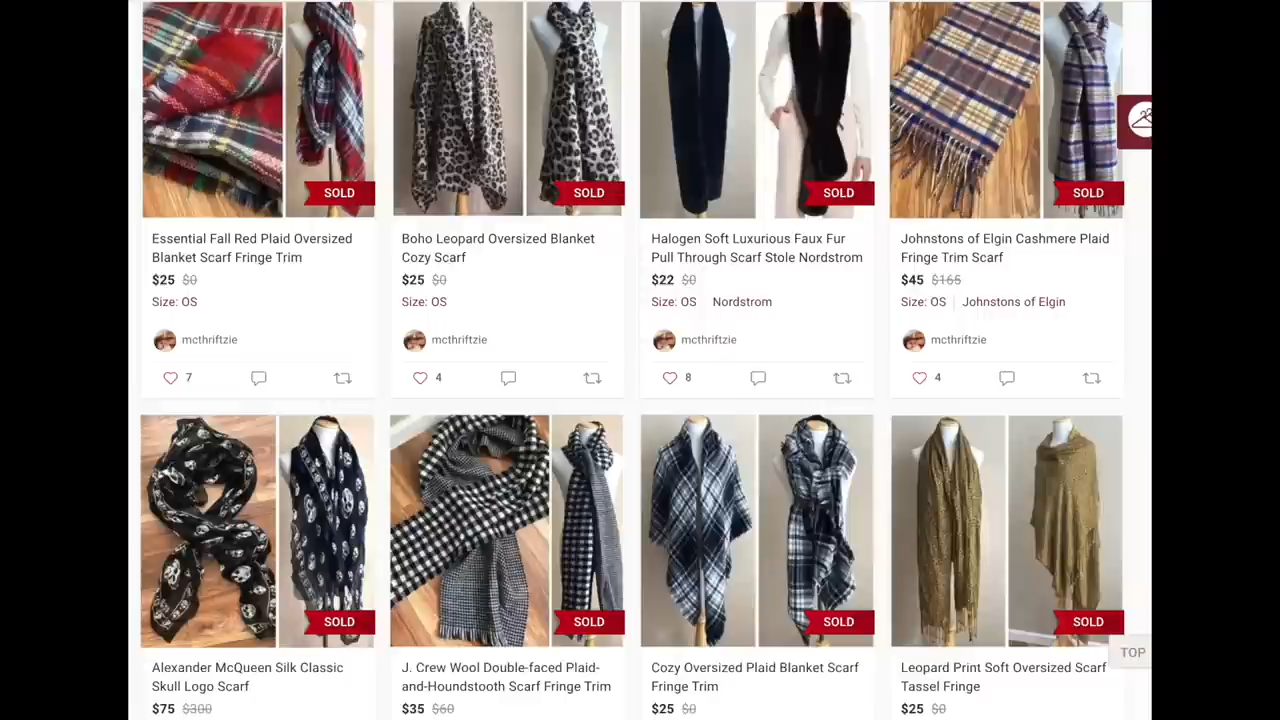 SOLD SOLD SOLD SOLD
Essential Fall Red Plaid Oversized
Blanket Scarf Fringe Trim
$25 $0
Size: OS
mcthriftzie
7
Boho Leopard Oversized Blanket
Cozy Scarf
$25 $0
Size: OS
mcthriftzie
4
Halogen Soft Luxurious Faux Fur
Pull Through Scarf Stole Nordstrom
$22 $0
Size: OS Nordstrom
mcthriftzie
8
Johnstons of Elgin Cashmere Plaid
Fringe Trim Scarf
$45 $165
Size: OS Johnstons of Elgin
mcthriftzie
4
SOLD SOLD SOLD SOLD
TOP
Alexander McQueen Silk Classic
Skull Logo Scarf
$75 $300
J. Crew Wool Double-faced Plaid-
and-Houndstooth Scarf Fringe Trim
$35 $60
Cozy Oversized Plaid Blanket Scarf
Fringe Trim
$25 $0
Leopard Print Soft Oversized Scarf
Tassel Fringe
$25 $0